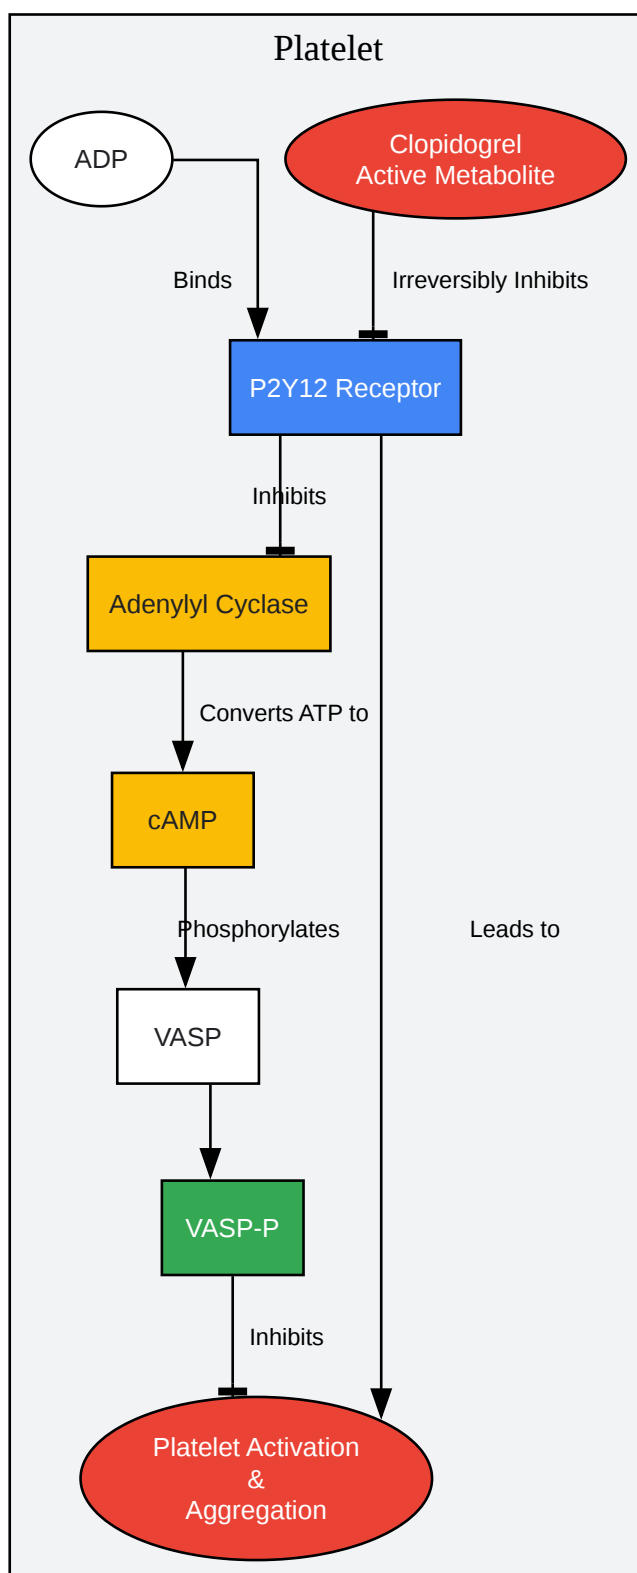 Platelet
ADP
Clopidogrel
Active Metabolite
Binds
Irreversibly Inhibits
P2Y12 Receptor
Inhibits
Adenylyl Cyclase
Converts ATP to
cAMP
Phosphorylates
Leads to
VASP
VASP-P
Inhibits
Platelet Activation
&
Aggregation